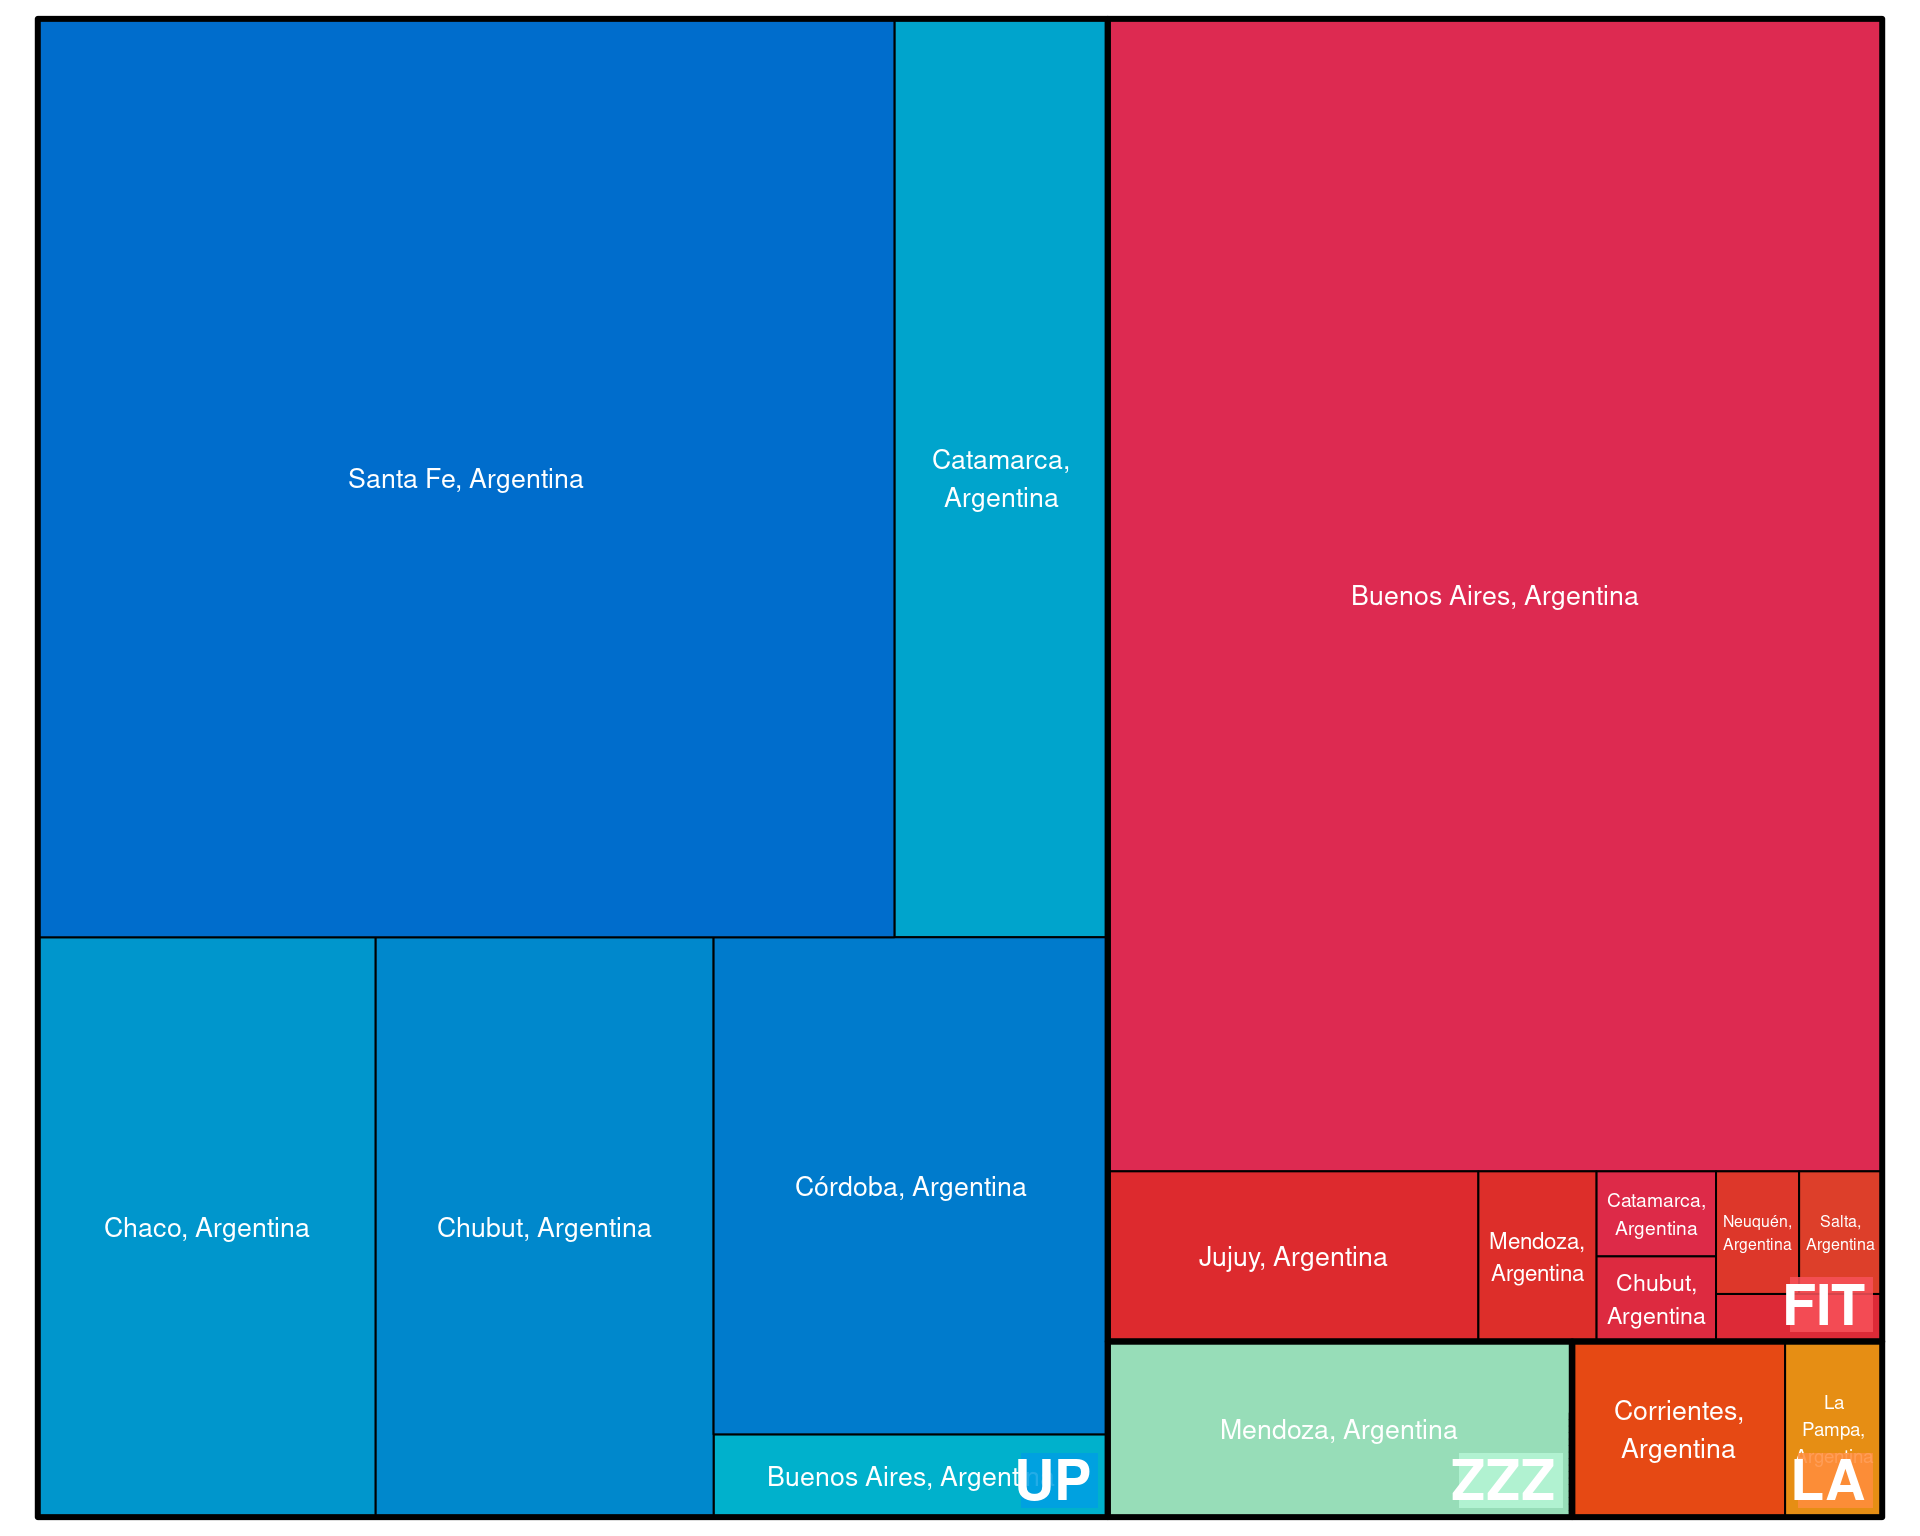 Santa Fe, Argentina
Catamarca,
Argentina
Chaco, Argentina
Chubut, Argentina
Córdoba, Argentina
Buenos Aires, Argentina
UP
Buenos Aires, Argentina
Jujuy, Argentina
Mendoza,
Argentina
Catamarca,
Argentina
Chubut,
Argentina
Neuquén,
Argentina
Salta,
Argentina
FIT
Mendoza, Argentina
ZZZ
Corrientes,
Argentina
La
Pampa,
Argentina
LA